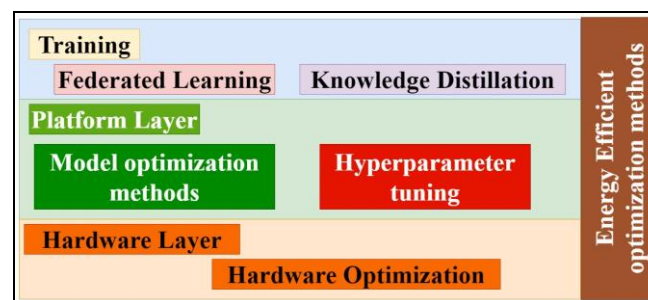 Training
Federated Learning
Knowledge Distillation
Platform Layer
Model optimization
methods
Hyperparameter
tuning
Hardware Layer
Hardware Optimization
Energy Efficient
optimization methods